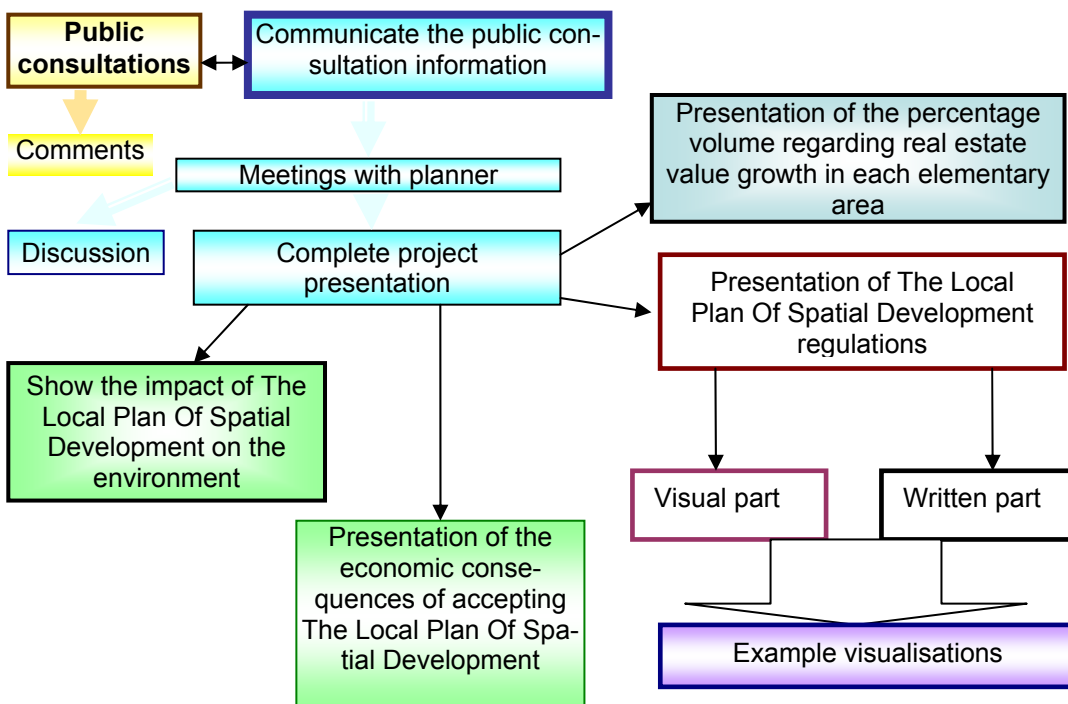 Public
consultations
Communicate the public con-
sultation information
Comments
Meetings with planner
Presentation of the percentage
volume regarding real estate
value growth in each elementary
area
Discussion
Complete project
presentation
Presentation of The Local
Plan Of Spatial Development
regulations
Show the impact of The
Local Plan Of Spatial
Development on the
environment
Visual part
Written part
Presentation of the
economic conse-
quences of accepting
The Local Plan Of Spa-
tial Development
Example visualisations